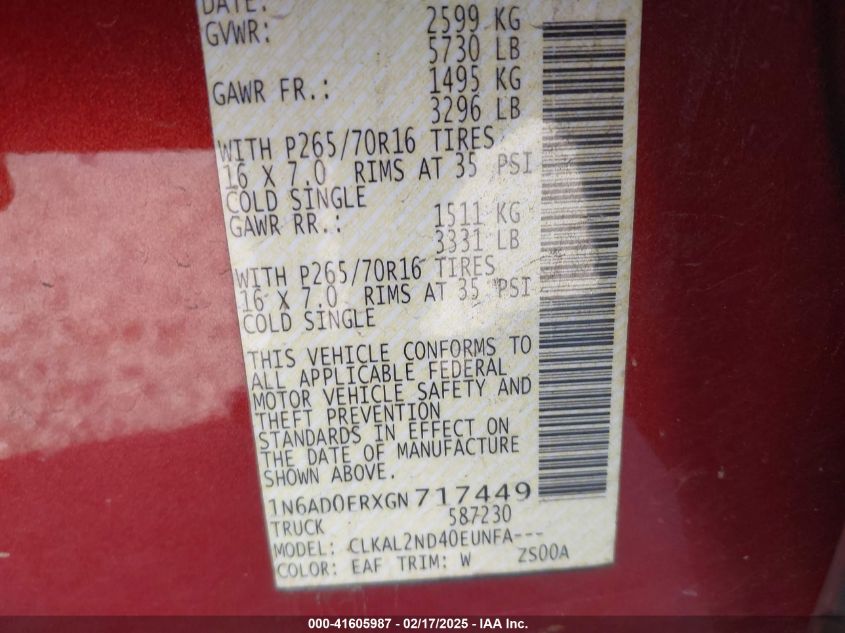 DATE:
GVWR: 2599 KG
5730 LB
GAWR FR.: 1495 KG
3296 LB
WITH P265/70R16 TIRES
16 X 7.0 RIMS AT 35 PSI
COLD SINGLE
GAWR RR.: 1511 KG
3331 LB
WITH P265/70R16 TIRES
16 X 7.0 RIMS AT 35 PSI
COLD SINGLE
THIS VEHICLE CONFORMS TO
ALL APPLICABLE FEDERAL
MOTOR VEHICLE SAFETY AND
THEFT PREVENTION
STANDARDS IN EFFECT ON
THE DATE OF MANUFACTURE
SHOWN ABOVE.
1N6AD0ERXGN717449
TRUCK 587230
MODEL: CLKAL2ND40EUNFA---
COLOR: EAF TRIM: W ZS00A
000-41605987 - 02/17/2025 - IAA Inc.